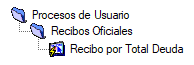 Procesos de Usuario
Recibos Oficiales
Recibo por Total Deuda